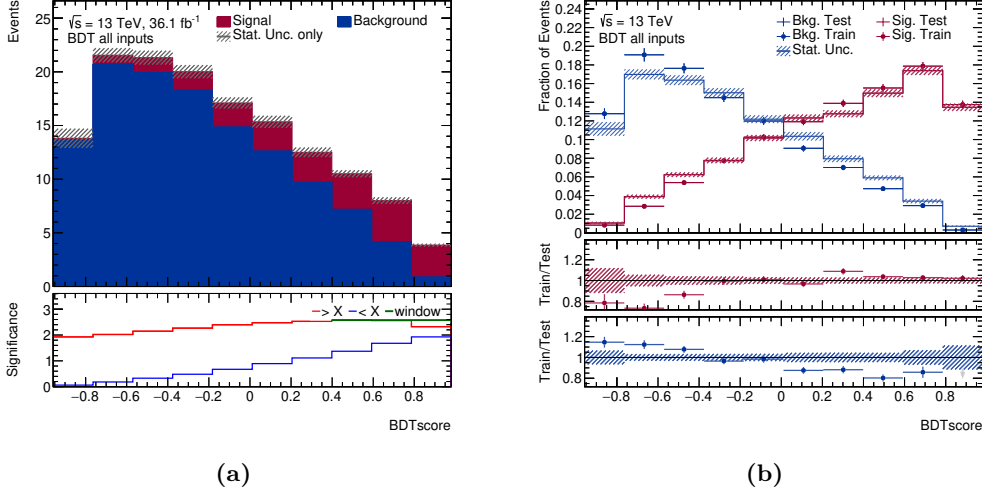 √s = 13 TeV, 36.1 fb⁻¹
BDT all inputs
Signal
Background
Stat. Unc. only
Events
25
20
15
10
5
0
> X
< X
window
Significance
3
2
1
0
−0.8 −0.6 −0.4 −0.2 0 0.2 0.4 0.6 0.8
BDTscore
(a)
√s = 13 TeV
BDT all inputs
Bkg. Test
Sig. Test
Bkg. Train
Sig. Train
Stat. Unc.
Fraction of Events
0.24
0.22
0.2
0.18
0.16
0.14
0.12
0.1
0.08
0.06
0.04
0.02
0
Train/Test
1.2
1
0.8
Train/Test
1.2
1
0.8
−0.8 −0.6 −0.4 −0.2 0 0.2 0.4 0.6 0.8
BDTscore
(b)